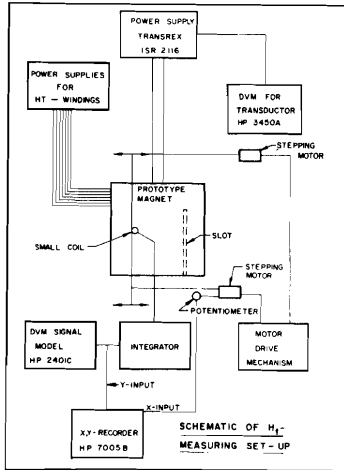 POWER SUPPLY
TRANSREX
ISR 2116
POWER SUPPLIES
FOR
HT - WINDINGS
DVM FOR
TRANSDUCTOR
HP 3450A
STEPPING
MOTOR
PROTOTYPE
MAGNET
SMALL COIL
SLOT
STEPPING
MOTOR
POTENTIOMETER
DVM SIGNAL
MODEL
HP 2401C
INTEGRATOR
MOTOR
DRIVE
MECHANISM
Y-INPUT
X-INPUT
X,Y-RECORDER
HP 7005B
SCHEMATIC OF Ht-
MEASURING SET-UP